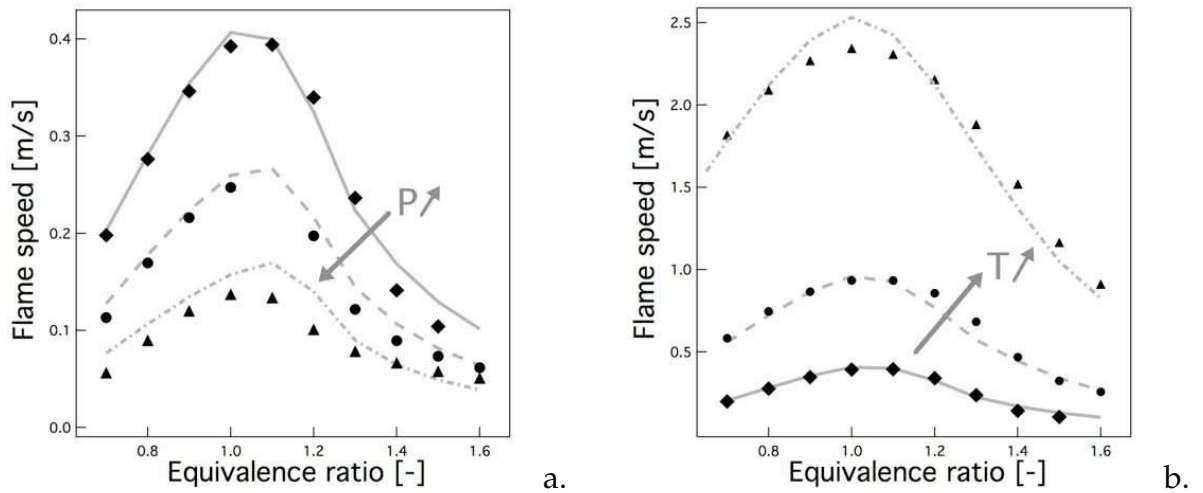 0.4
0.3
0.2
0.1
0.0
Flame speed [m/s]
P
0.8 1.0 1.2 1.4 1.6
Equivalence ratio [-]
a.
2.5
2.0
1.5
1.0
0.5
Flame speed [m/s]
T
0.8 1.0 1.2 1.4 1.6
Equivalence ratio [-]
b.